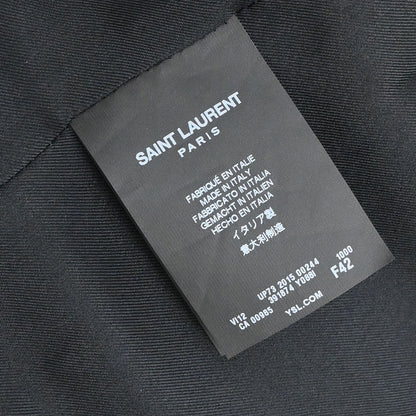 SAINT LAURENT
PARIS
FABRIQUÉ EN ITALIE
MADE IN ITALY
FABBRICATO IN ITALIA
GEMACHT IN ITALIEN
HECHO EN ITALIA
イタリア製
意大利制造
UP73 2015 00244 1000
VI12 391874 Y066I F42
CA 00985 YSL.COM